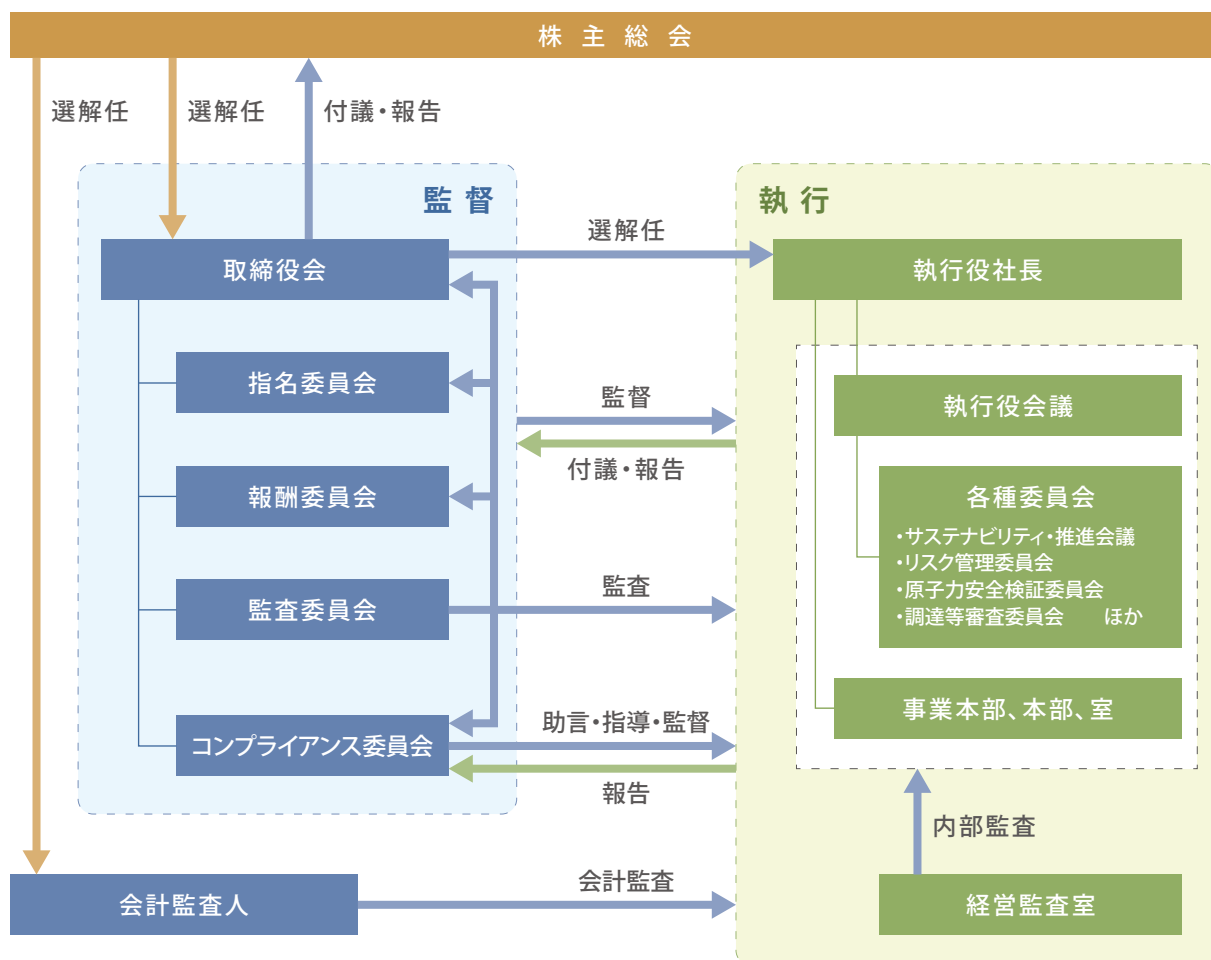 株主総会
選解任
選解任
付議・報告
監督
執行
取締役会
選解任
執行役社長
指名委員会
監督
付議・報告
執行役会議
報酬委員会
各種委員会
・サステナビリティ・推進会議
・リスク管理委員会
・原子力安全検証委員会
・調達等審査委員会　ほか
監査委員会
監査
事業本部、本部、室
コンプライアンス委員会
助言・指導・監督
報告
内部監査
会計監査人
会計監査
経営監査室